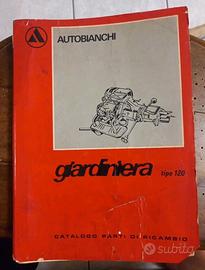 A
AUTOBIANCHI
giardiniera tipo 120
CATALOGO PARTI DI RICAMBIO
subito